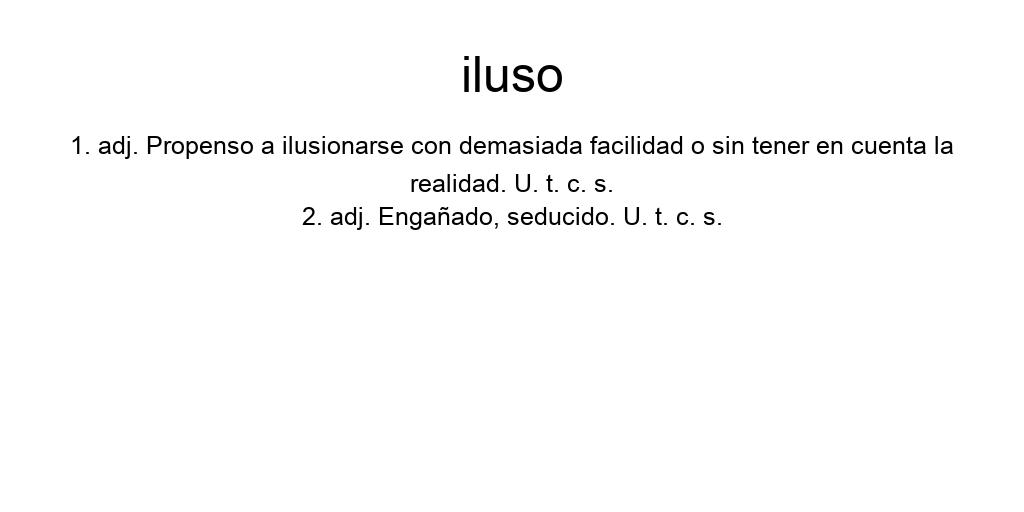 iluso
1. adj. Propenso a ilusionarse con demasiada facilidad o sin tener en cuenta la
realidad. U. t. c. s.
2. adj. Engañado, seducido. U. t. c. s.